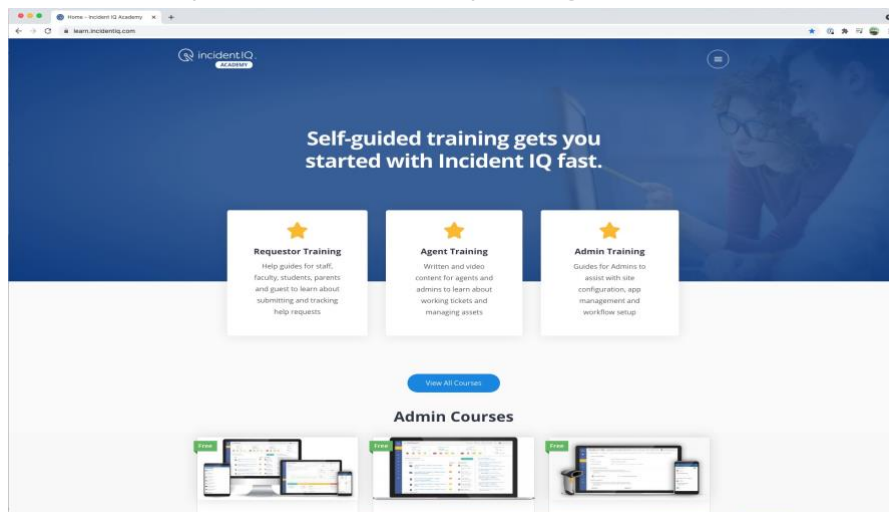 Home - Incident IQ Academy
learn.incidentiq.com
incidentIQ.
ACADEMY
Self-guided training gets you
started with Incident IQ fast.
Requestor Training
Help guides for staff,
faculty, students, parents
and guest to learn about
submitting and tracking
help requests
Agent Training
Written and video
content for agents and
admins to learn about
working tickets and
managing assets
Admin Training
Guides for Admins to
assist with site
configuration, app
management and
workflow setup
View All Courses
Admin Courses
Free
Free
Free